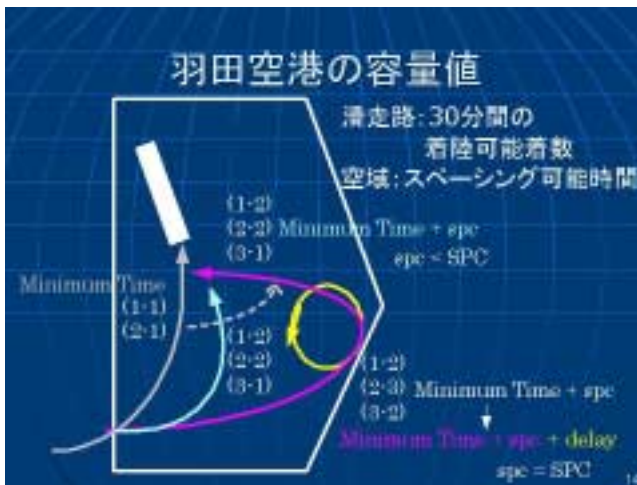 羽田空港の容量値
滑走路：30分間の
着陸可能着数
空域：スペーシング可能時間
(1-2)
(2-2) Minimum Time + spc
(3-1)
spc < SPC
Minimum Time
(1-1)
(2-1)
(1-2)
(2-2)
(3-1)
(1-2)
(2-3) Minimum Time + spc
(3-2)
Minimum Time + spc + delay
spc = SPC